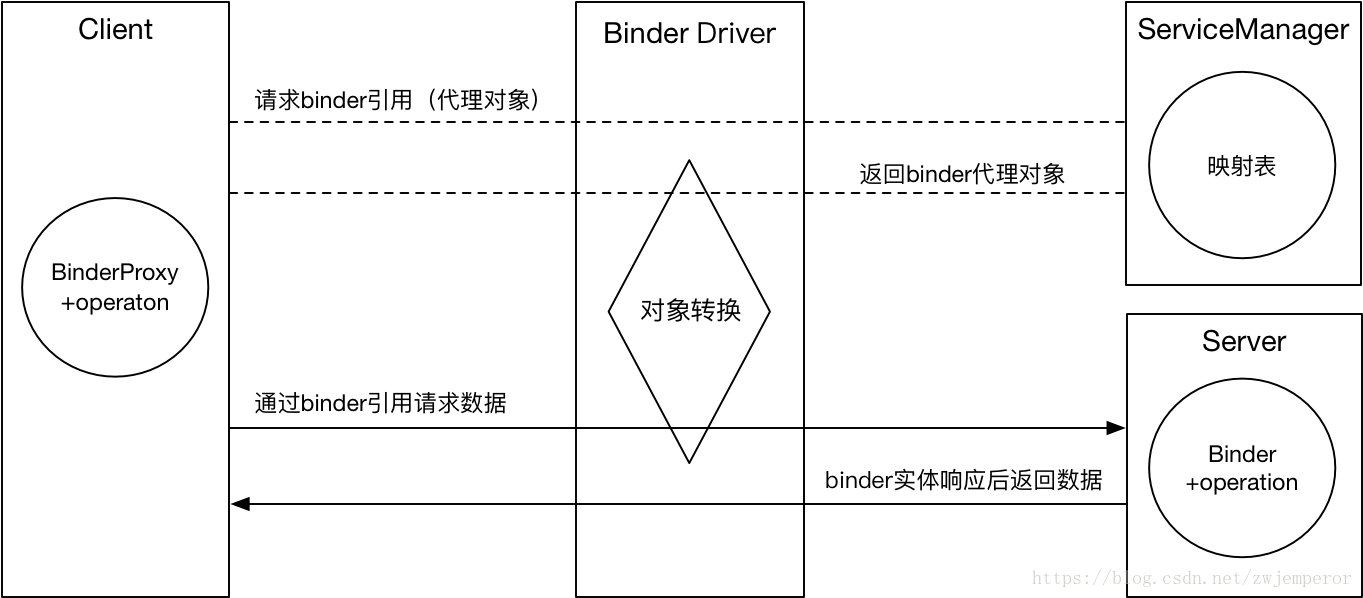 Client
Binder Driver
ServiceManager
请求binder引用（代理对象）
返回binder代理对象
映射表
BinderProxy
+operaton
对象转换
Server
通过binder引用请求数据
Binder
+operation
binder实体响应后返回数据
https://blog.csdn.net/zwjemperor